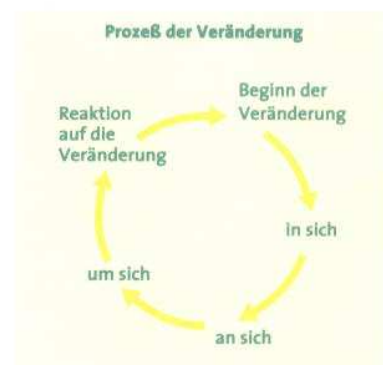 Prozeß der Veränderung
Beginn der
Veränderung
in sich
an sich
um sich
Reaktion
auf die
Veränderung